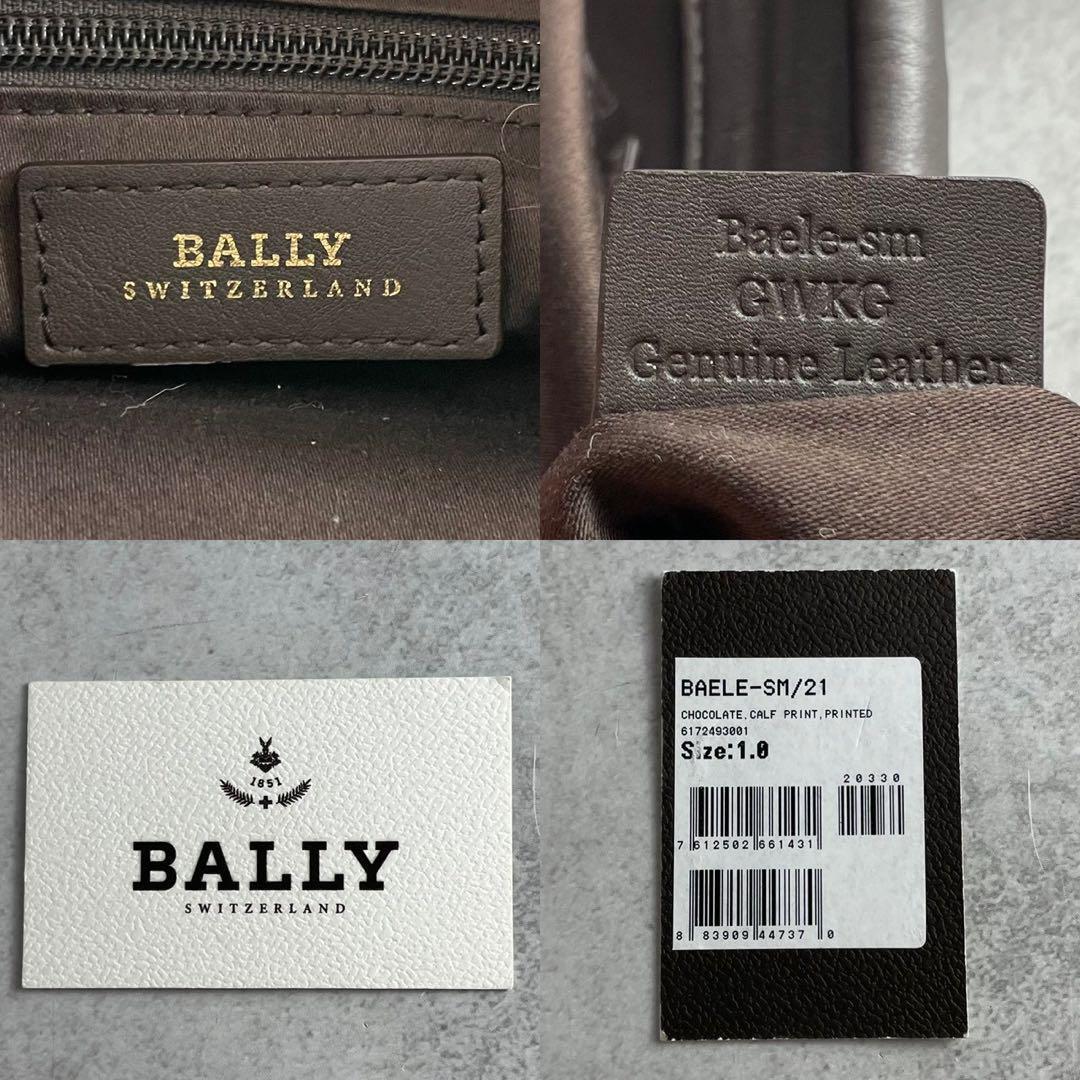 BALLY
SWITZERLAND
Baele-sm
GWKG
Genuine Leather
1851
BALLY
SWITZERLAND
BAELE-SM/21
CHOCOLATE,CALF PRINT,PRINTED
6172493001
Size:1.0
20330
7 612502 661431
8 83909 44737 0